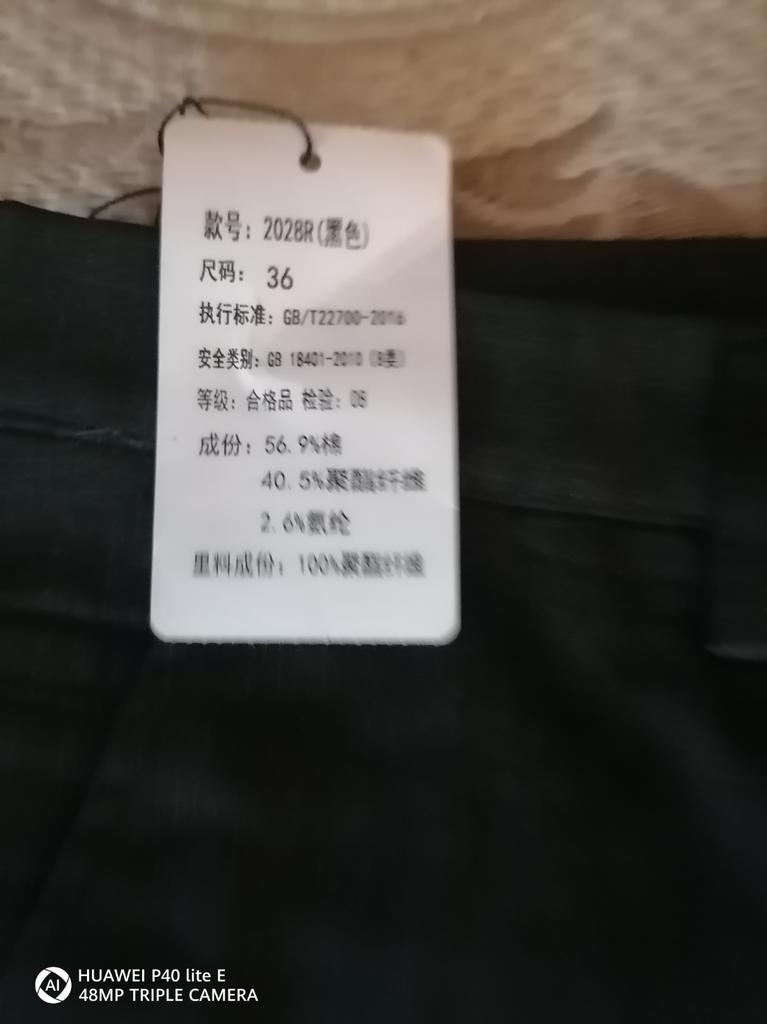 款号: 2028R(黑色)
尺码: 36
执行标准: GB/T22700-2016
安全类别: GB 18401-2010 (B类)
等级: 合格品 检验: 08
成份: 56.9%棉
40.5%聚酯纤维
2.6%氨纶
里料成份: 100%聚酯纤维
AI HUAWEI P40 lite E
48MP TRIPLE CAMERA